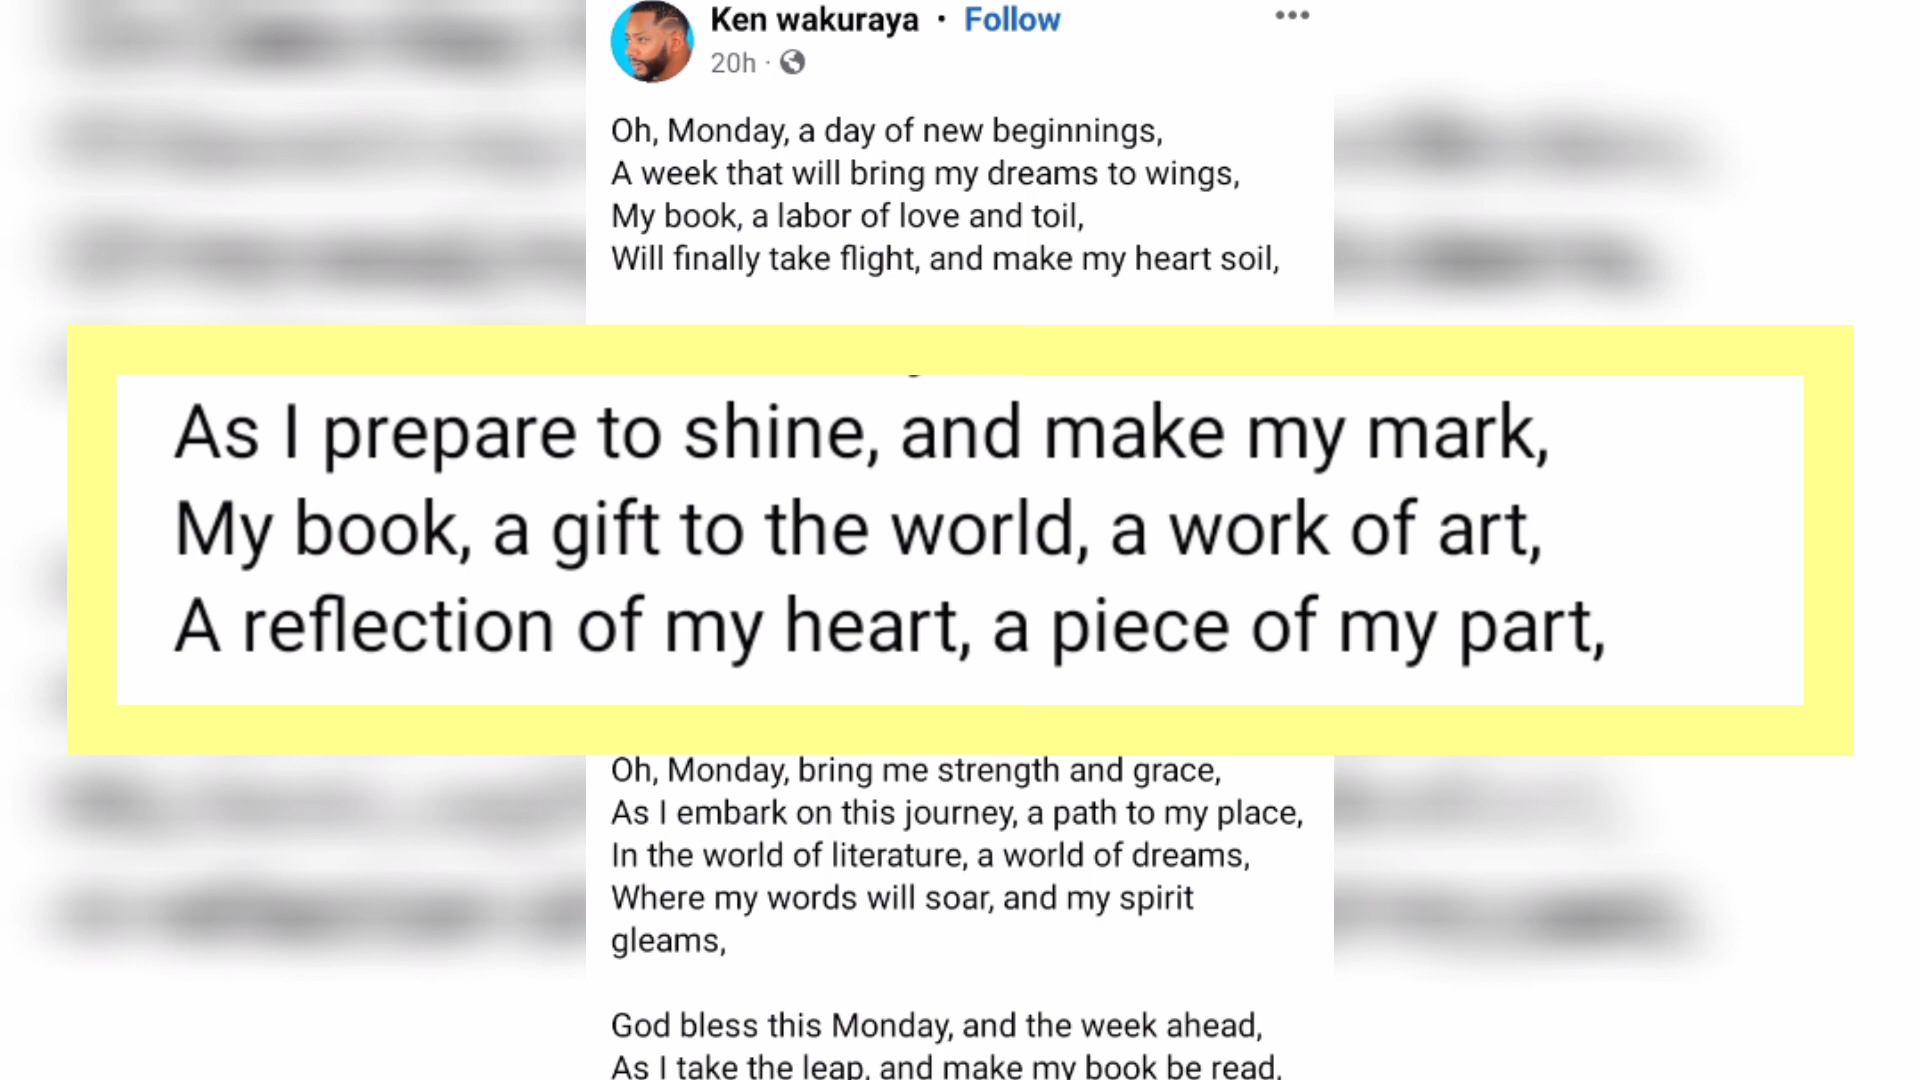 Ken wakuraya · Follow
20h ·
Oh, Monday, a day of new beginnings,
A week that will bring my dreams to wings,
My book, a labor of love and toil,
Will finally take flight, and make my heart soil,
As I prepare to shine, and make my mark,
My book, a gift to the world, a work of art,
A reflection of my heart, a piece of my part,
Oh, Monday, bring me strength and grace,
As I embark on this journey, a path to my place,
In the world of literature, a world of dreams,
Where my words will soar, and my spirit
gleams,
God bless this Monday, and the week ahead,
As I take the leap, and make my book be read,